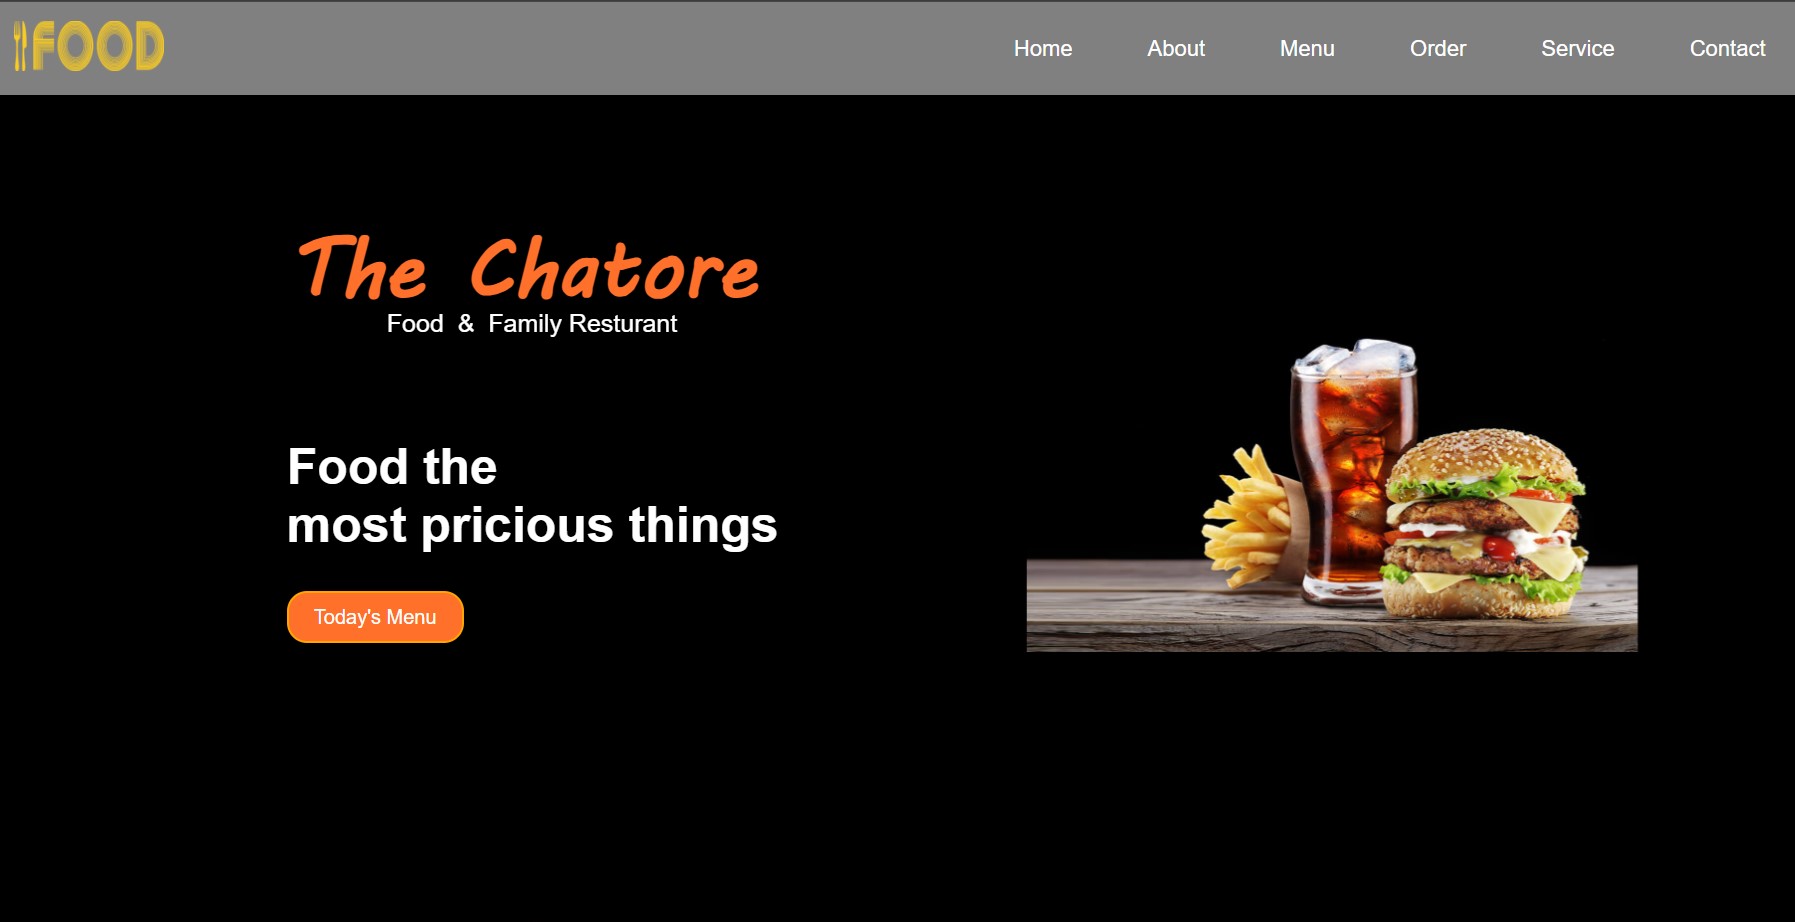 FOOD
Home About Menu Order Service Contact
The Chatore
Food & Family Resturant
Food the
most pricious things
Today's Menu